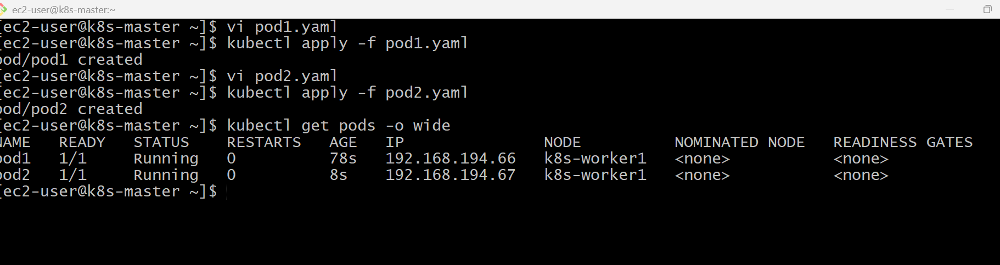 ec2-user@k8s-master:~
[ec2-user@k8s-master ~]$ vi pod1.yaml
[ec2-user@k8s-master ~]$ kubectl apply -f pod1.yaml
pod/pod1 created
[ec2-user@k8s-master ~]$ vi pod2.yaml
[ec2-user@k8s-master ~]$ kubectl apply -f pod2.yaml
pod/pod2 created
[ec2-user@k8s-master ~]$ kubectl get pods -o wide
NAME   READY   STATUS    RESTARTS   AGE   IP               NODE          NOMINATED NODE   READINESS GATES
pod1   1/1     Running   0          78s   192.168.194.66   k8s-worker1   <none>           <none>
pod2   1/1     Running   0          8s    192.168.194.67   k8s-worker1   <none>           <none>
[ec2-user@k8s-master ~]$